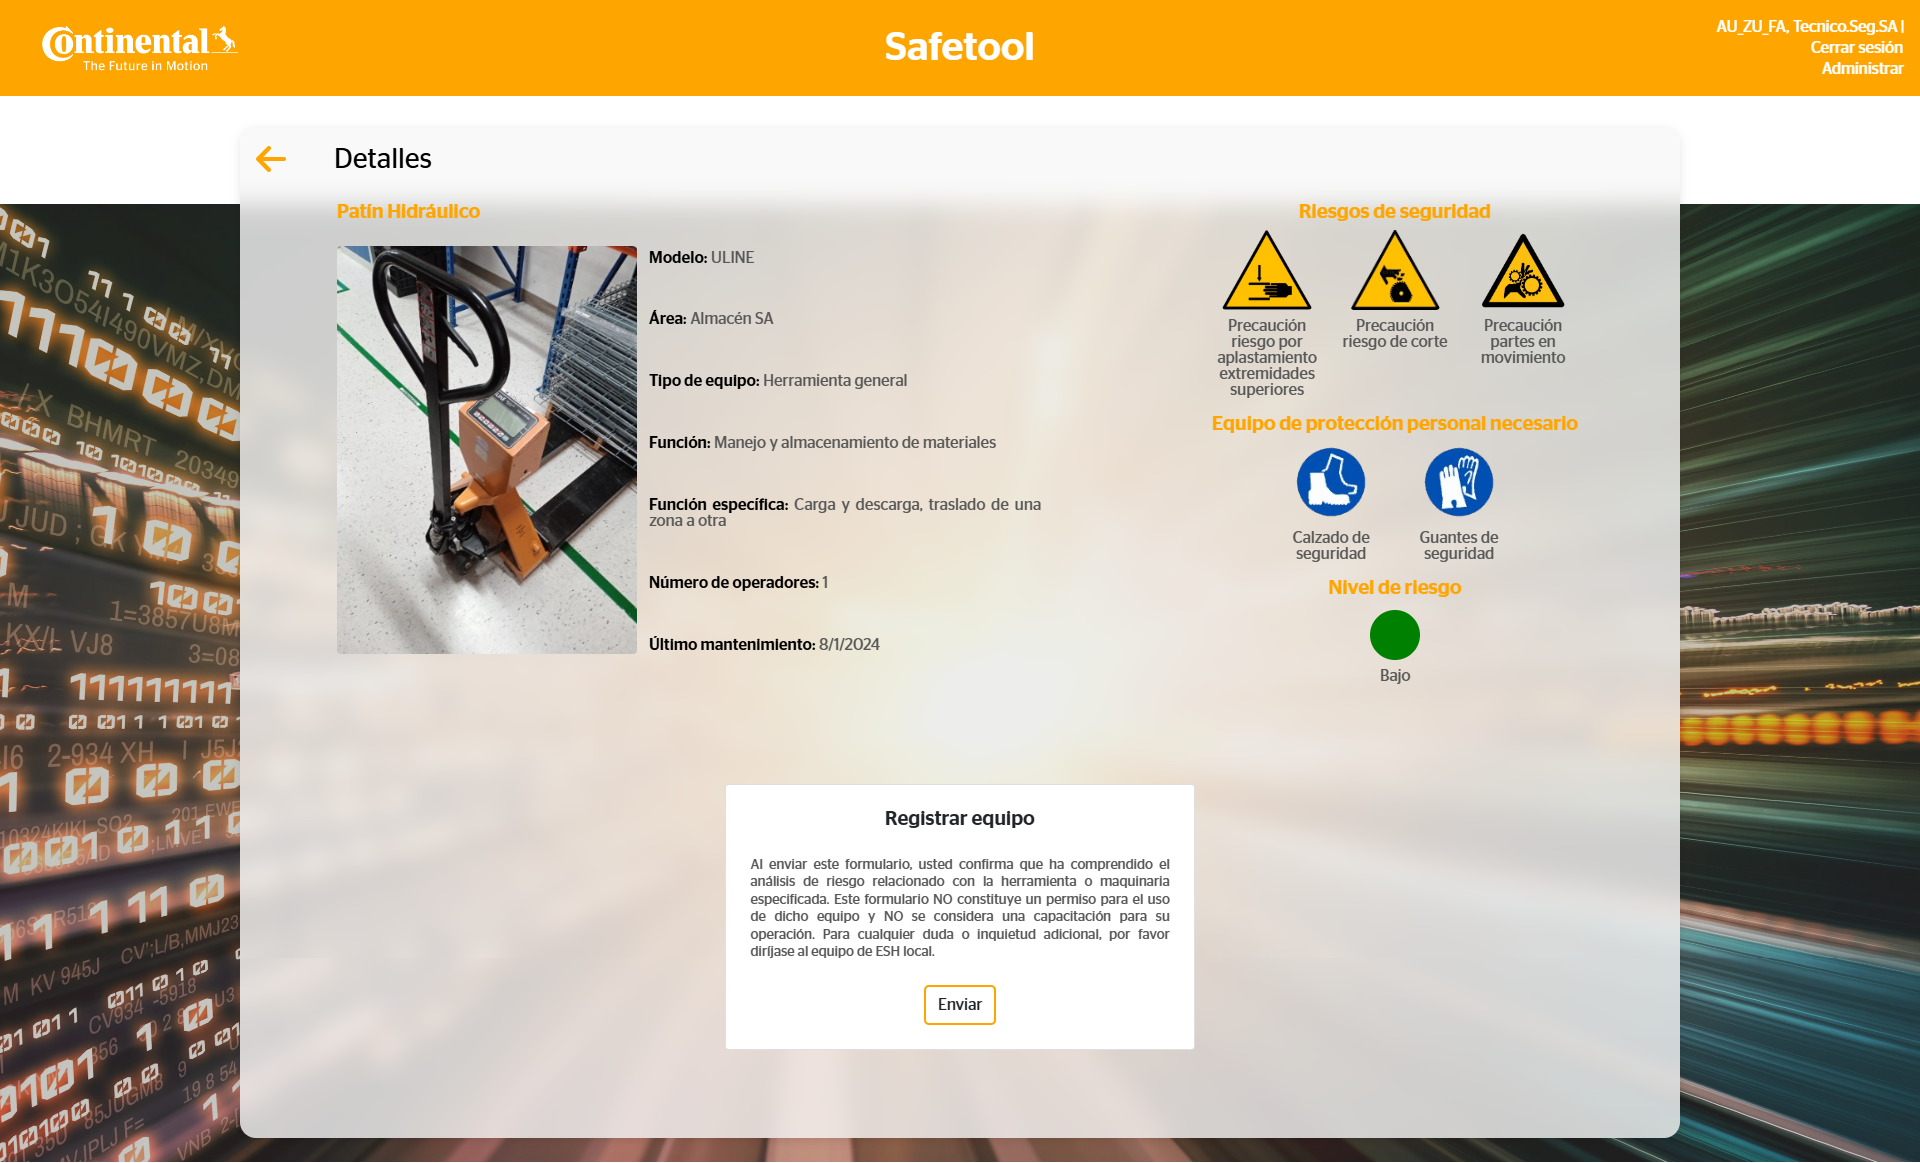 Continental
The Future in Motion
Safetool
AU_ZU_FA, Tecnico.Seg.SA |
Cerrar sesión
Administrar
Detalles
Patín Hidráulico
Modelo: ULINE
Área: Almacén SA
Tipo de equipo: Herramienta general
Función: Manejo y almacenamiento de materiales
Función específica: Carga y descarga, traslado de una
zona a otra
Número de operadores: 1
Último mantenimiento: 8/1/2024
Riesgos de seguridad
Precaución
riesgo por
aplastamiento
extremidades
superiores
Precaución
riesgo de corte
Precaución
partes en
movimiento
Equipo de protección personal necesario
Calzado de
seguridad
Guantes de
seguridad
Nivel de riesgo
Bajo
Registrar equipo
Al enviar este formulario, usted confirma que ha comprendido el
análisis de riesgo relacionado con la herramienta o maquinaria
especificada. Este formulario NO constituye un permiso para el uso
de dicho equipo y NO se considera una capacitación para su
operación. Para cualquier duda o inquietud adicional, por favor
diríjase al equipo de ESH local.
Enviar